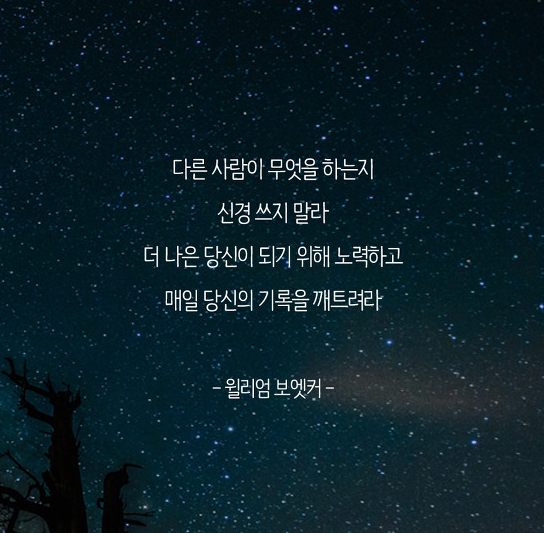 다른 사람이 무엇을 하는지
신경 쓰지 말라
더 나은 당신이 되기 위해 노력하고
매일 당신의 기록을 깨트려라
- 윌리엄 보엣커 -